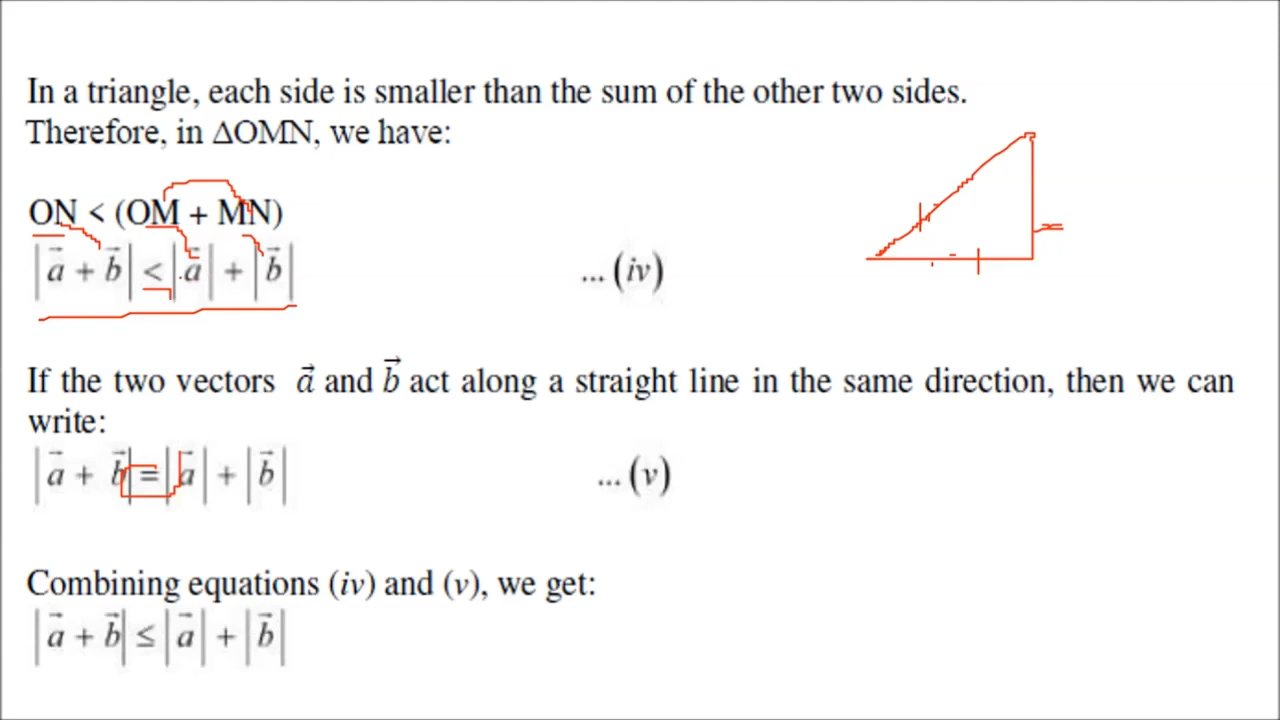 In a triangle, each side is smaller than the sum of the other two sides.
Therefore, in ΔOMN, we have:
ON < (OM + MN)
|a⃗ + b⃗| < |a⃗| + |b⃗| ... (iv)
If the two vectors a⃗ and b⃗ act along a straight line in the same direction, then we can
write:
|a⃗ + b⃗| = |a⃗| + |b⃗| ... (v)
Combining equations (iv) and (v), we get:
|a⃗ + b⃗| ≤ |a⃗| + |b⃗|